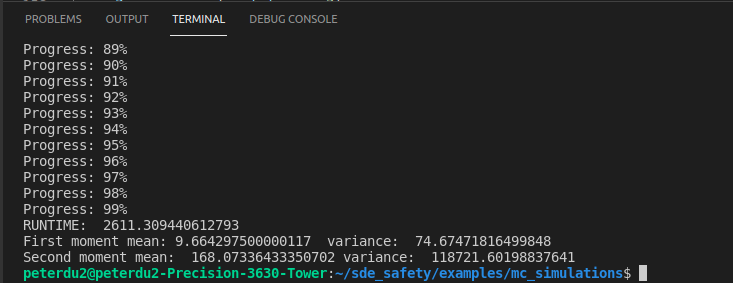 PROBLEMS OUTPUT TERMINAL DEBUG CONSOLE
Progress: 89%
Progress: 90%
Progress: 91%
Progress: 92%
Progress: 93%
Progress: 94%
Progress: 95%
Progress: 96%
Progress: 97%
Progress: 98%
Progress: 99%
RUNTIME:  2611.309440612793
First moment mean: 9.664297500000117  variance:  74.67471816499848
Second moment mean:  168.07336433350702 variance:  118721.60198837641
peterdu2@peterdu2-Precision-3630-Tower:~/sde_safety/examples/mc_simulations$